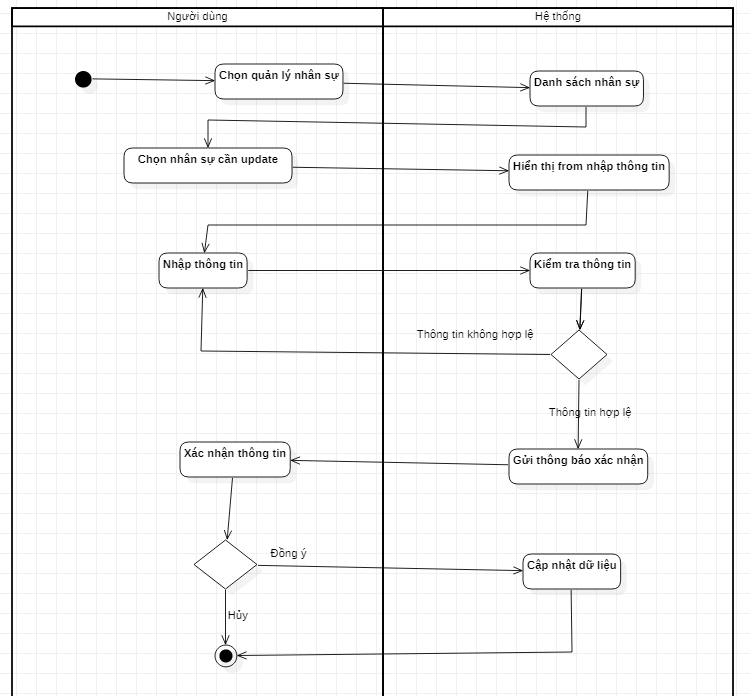 Người dùng
Hệ thống
Chọn quản lý nhân sự
Danh sách nhân sự
Chọn nhân sự cần update
Hiển thị from nhập thông tin
Nhập thông tin
Kiểm tra thông tin
Thông tin không hợp lệ
Thông tin hợp lệ
Xác nhận thông tin
Gửi thông báo xác nhận
Đồng ý
Cập nhật dữ liệu
Hủy